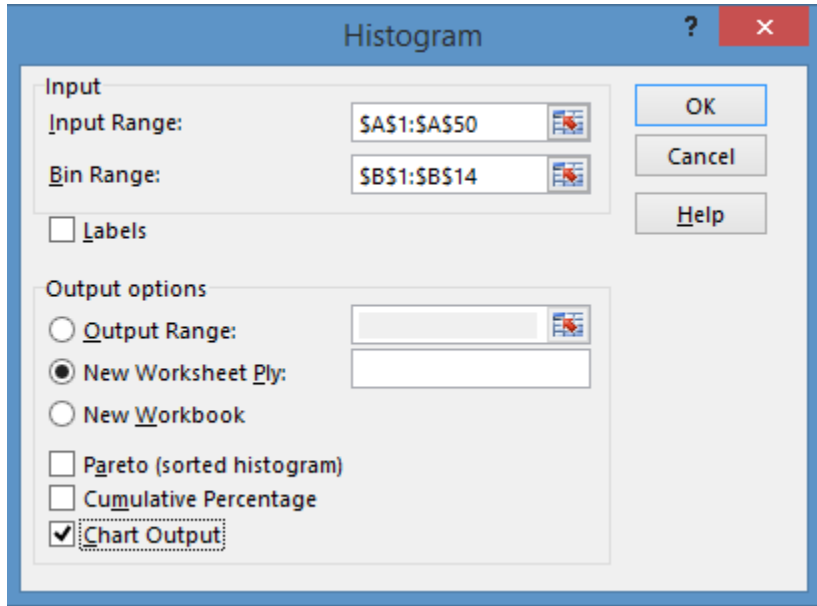 Histogram
?
×
Input
Input Range:
$A$1:$A$50
Bin Range:
$B$1:$B$14
Labels
OK
Cancel
Help
Output options
Output Range:
New Worksheet Ply:
New Workbook
Pareto (sorted histogram)
Cumulative Percentage
Chart Output